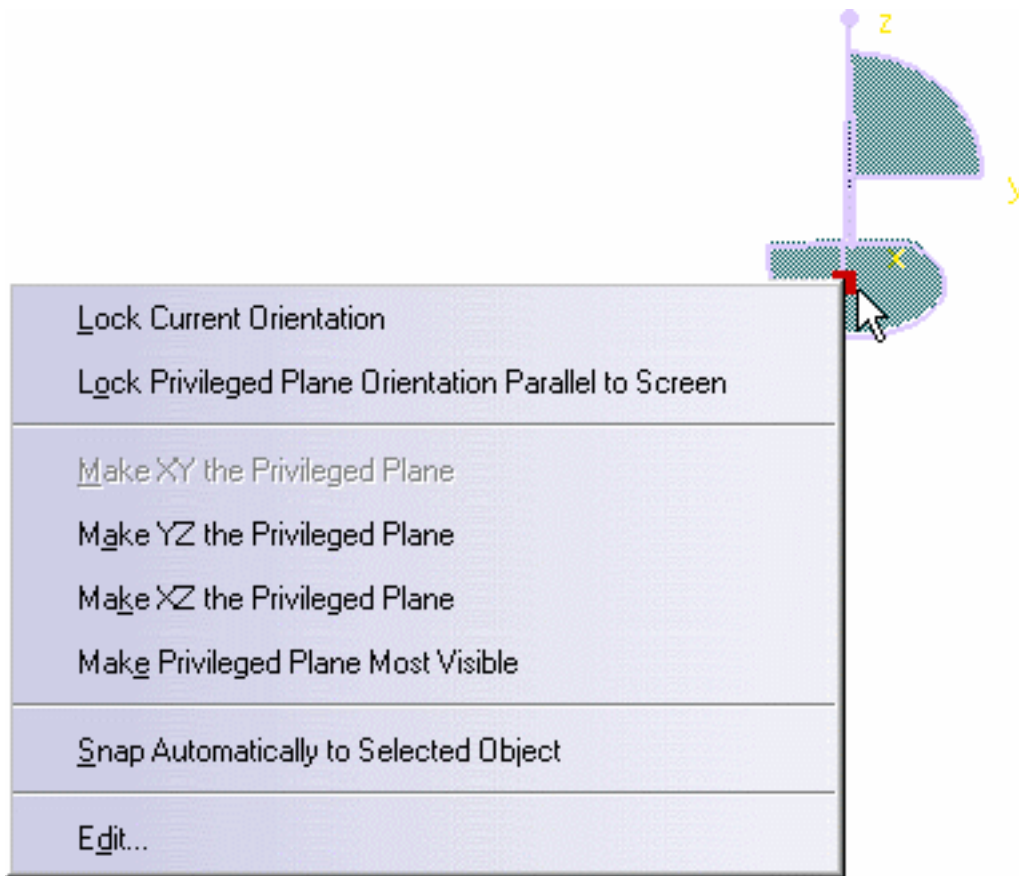 z
y
x
Lock Current Orientation
Lock Privileged Plane Orientation Parallel to Screen
Make XY the Privileged Plane
Make YZ the Privileged Plane
Make XZ the Privileged Plane
Make Privileged Plane Most Visible
Snap Automatically to Selected Object
Edit...